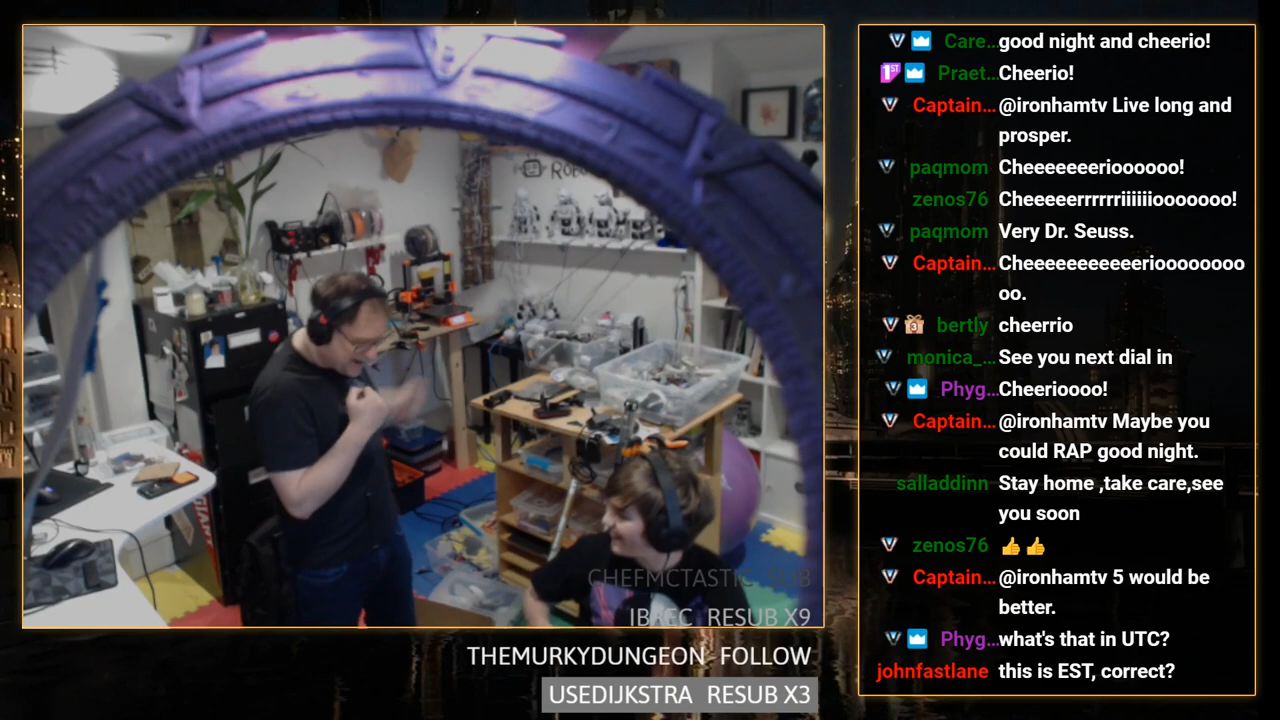 Care… good night and cheerio!
Praet… Cheerio!
Captain… @ironhamtv Live long and
prosper.
paqmom Cheeeeeeerioooooo!
zenos76 Cheeeeerrrrrriiiiiiooooooo!
paqmom Very Dr. Seuss.
Captain… Cheeeeeeeeeeeriooooooooo
oo.
bertly cheerrio
monica_… See you next dial in
Phyg… Cheerioooo!
Captain… @ironhamtv Maybe you
could RAP good night.
salladdinn Stay home ,take care,see
you soon
zenos76 👍👍
Captain… @ironhamtv 5 would be
better.
Phyg… what's that in UTC?
johnfastlane this is EST, correct?
CHEFMCTASTIC SUB
RESUB X9
THEMURKYDUNGEON FOLLOW
USEDIJKSTRA RESUB X3